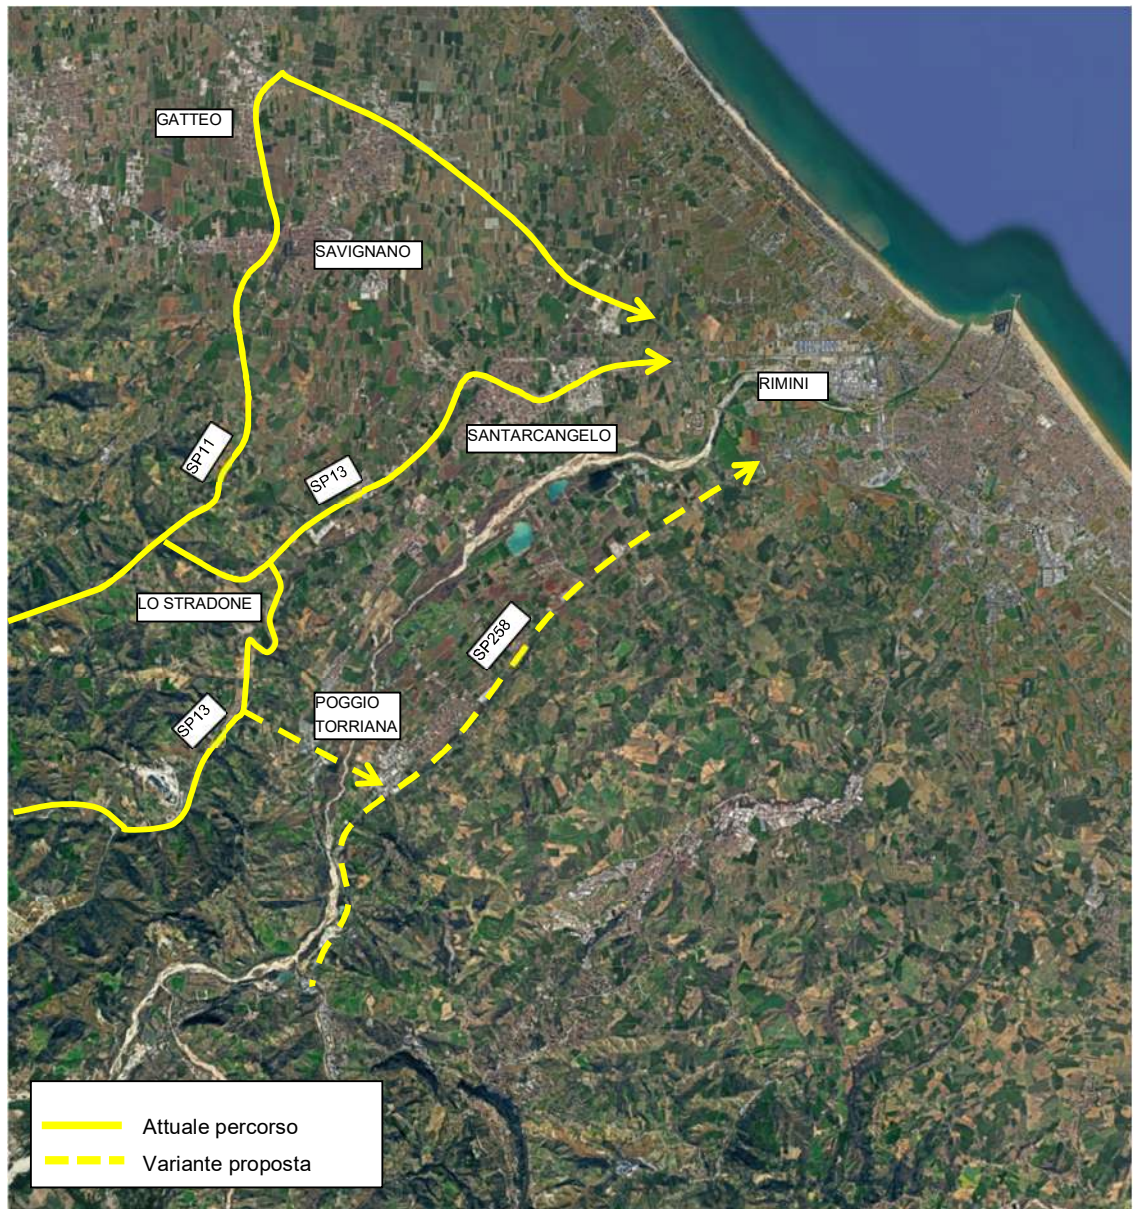 GATTEO
SAVIGNANO
RIMINI
SANTARCANGELO
SP11
SP13
LO STRADONE
SP258
POGGIO
TORRIANA
SP13
Attuale percorso
Variante proposta